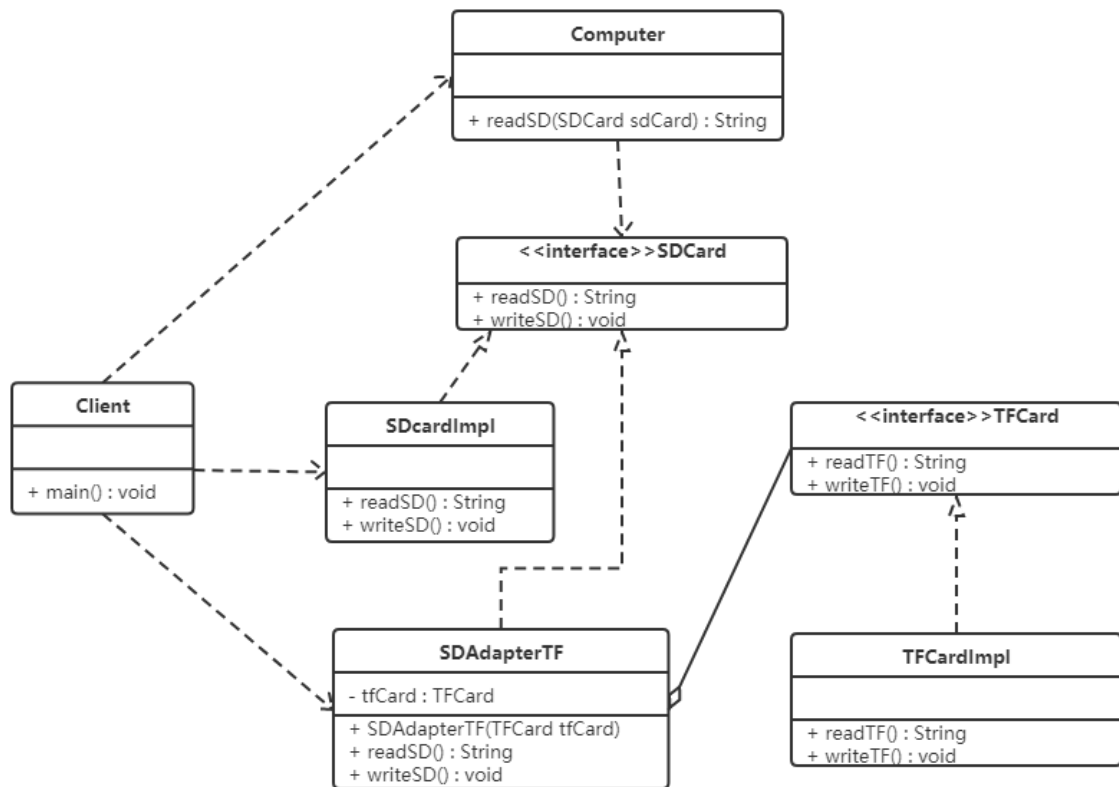 Computer
+ readSD(SDCard sdCard) : String
<<interface>>SDCard
+ readSD() : String
+ writeSD() : void
Client
+ main() : void
SDcardImpl
+ readSD() : String
+ writeSD() : void
<<interface>>TFCard
+ readTF() : String
+ writeTF() : void
SDAdapterTF
- tfCard : TFCard
+ SDAdapterTF(TFCard tfCard)
+ readSD() : String
+ writeSD() : void
TFCardImpl
+ readTF() : String
+ writeTF() : void